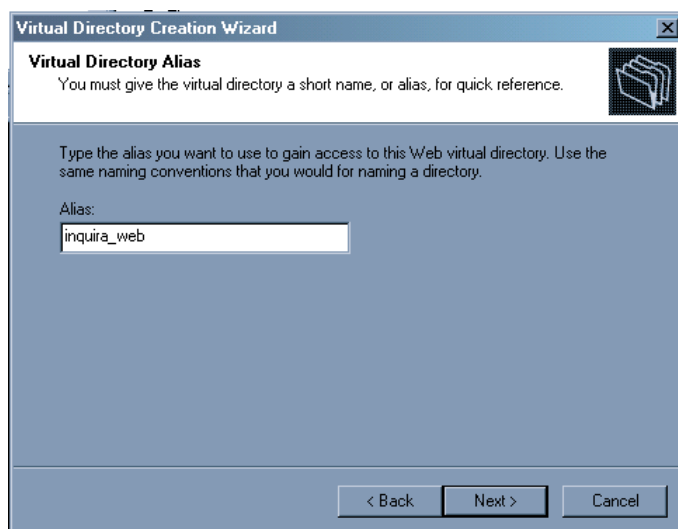 Virtual Directory Creation Wizard
Virtual Directory Alias
You must give the virtual directory a short name, or alias, for quick reference.
Type the alias you want to use to gain access to this Web virtual directory. Use the
same naming conventions that you would for naming a directory.
Alias:
inquira_web
< Back Next > Cancel